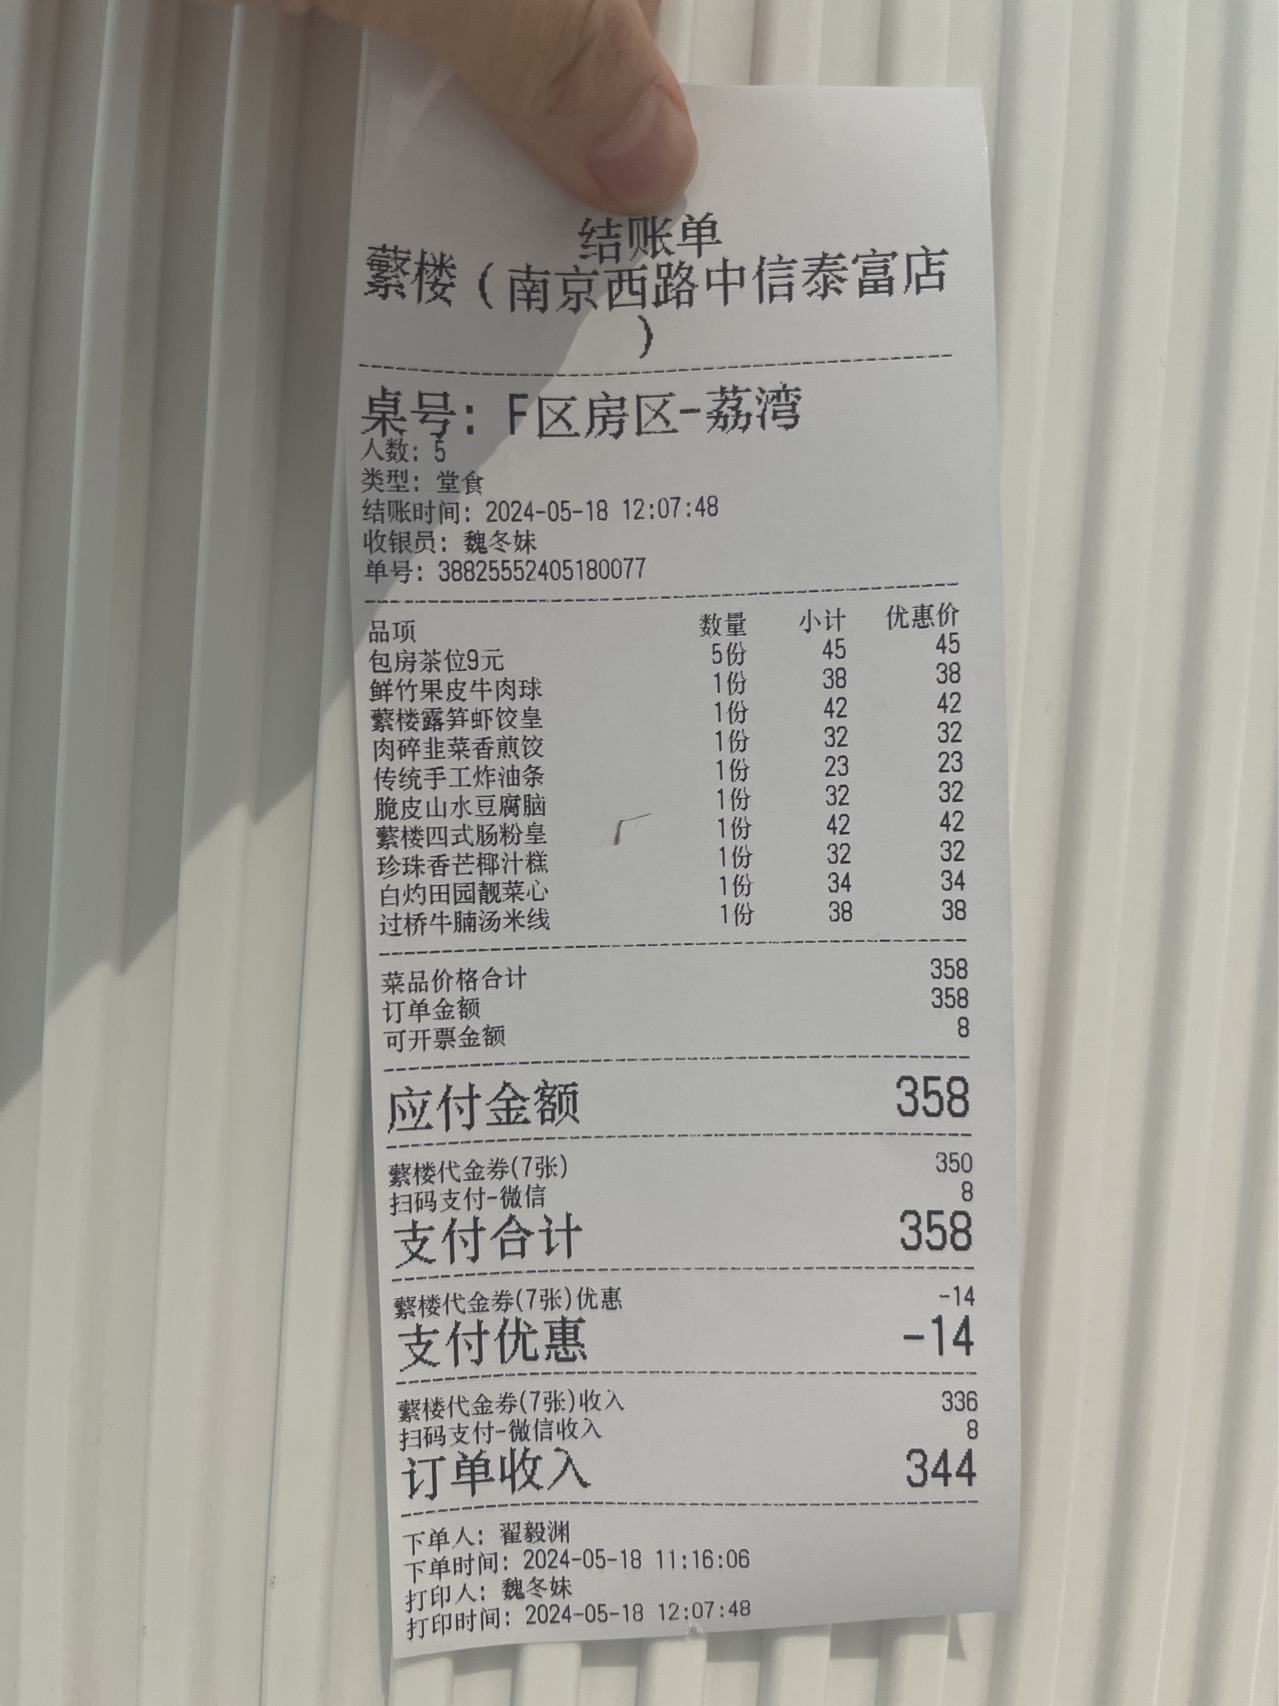 结账单
蘩楼（南京西路中信泰富店
）
桌号：F区房区-荔湾
人数：5
类型：堂食
结账时间：2024-05-18 12:07:48
收银员：魏冬妹
单号：38825552405180077
品项 数量 小计 优惠价
包房茶位9元 5份 45 45
鲜竹果皮牛肉球 1份 38 38
蘩楼露笋虾饺皇 1份 42 42
肉碎韭菜香煎饺 1份 32 32
传统手工炸油条 1份 23 23
脆皮山水豆腐脑 1份 32 32
蘩楼四式肠粉皇 1份 42 42
珍珠香芒椰汁糕 1份 32 32
白灼田园靓菜心 1份 34 34
过桥牛腩汤米线 1份 38 38
菜品价格合计 358
订单金额 358
可开票金额 8
应付金额 358
蘩楼代金券(7张) 350
扫码支付-微信 8
支付合计 358
蘩楼代金券(7张)优惠 -14
支付优惠 -14
蘩楼代金券(7张)收入 336
扫码支付-微信收入 8
订单收入 344
下单人：翟毅渊
下单时间：2024-05-18 11:16:06
打印人：魏冬妹
打印时间：2024-05-18 12:07:48